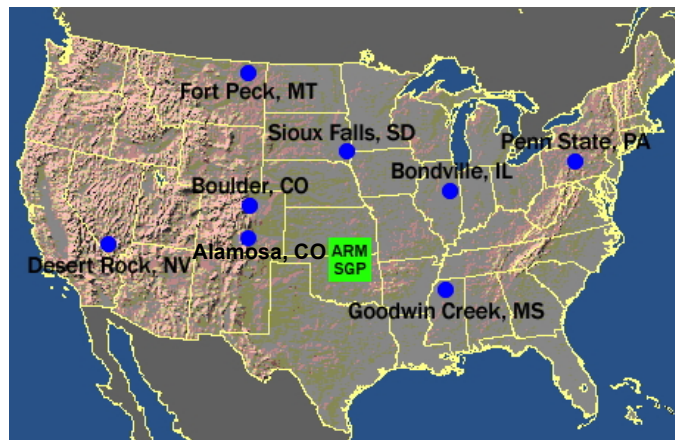 Fort Peck, MT
Sioux Falls, SD
Penn State, PA
Bondville, IL
Boulder, CO
Alamosa, CO
ARM
SGP
Desert Rock, NV
Goodwin Creek, MS